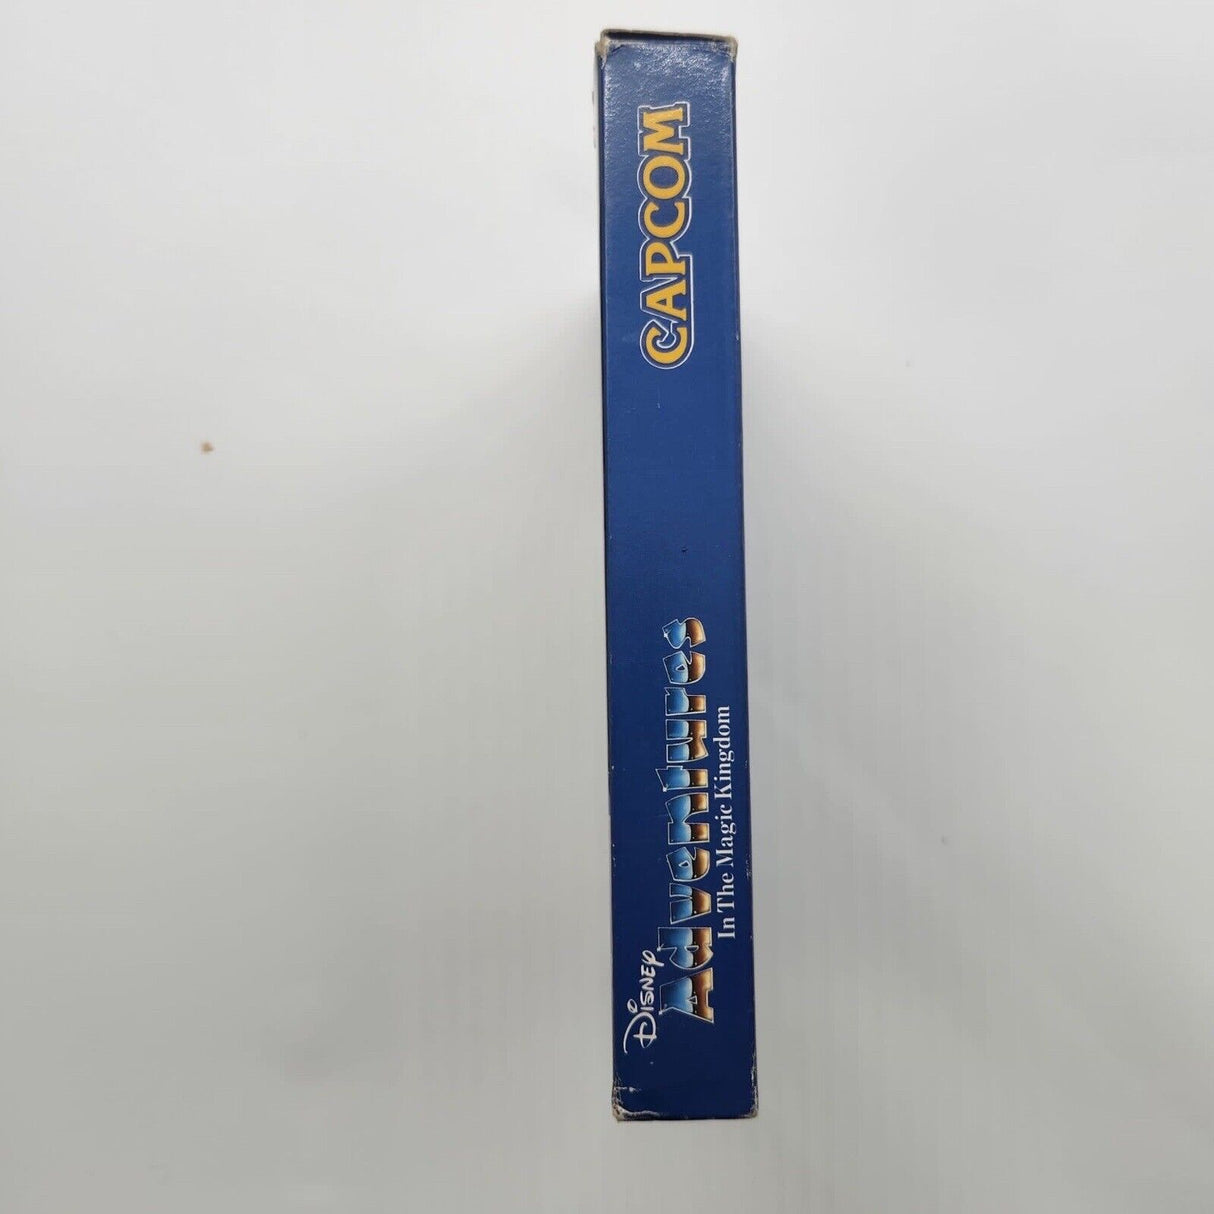 DISNEY
Adventures
In The Magic Kingdom
CAPCOM